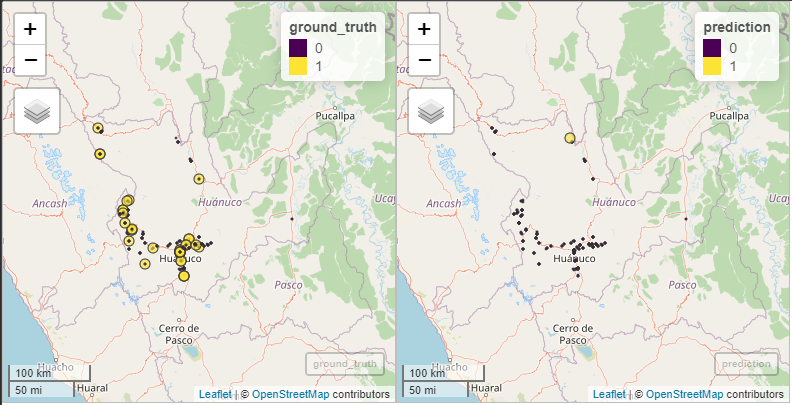 +
−
ground_truth
0
1
Pucallpa
Ancash
Huánuco
Ucay
Huánuco
Pasco
Cerro de
Pasco
Huacho
Huaral
100 km
50 mi
ground_truth
Leaflet | © OpenStreetMap contributors
+
−
prediction
0
1
Pucallpa
Ancash
Huánuco
Ucay
Huánuco
Pasco
Cerro de
Pasco
Huacho
Huaral
100 km
50 mi
prediction
Leaflet | © OpenStreetMap contributors